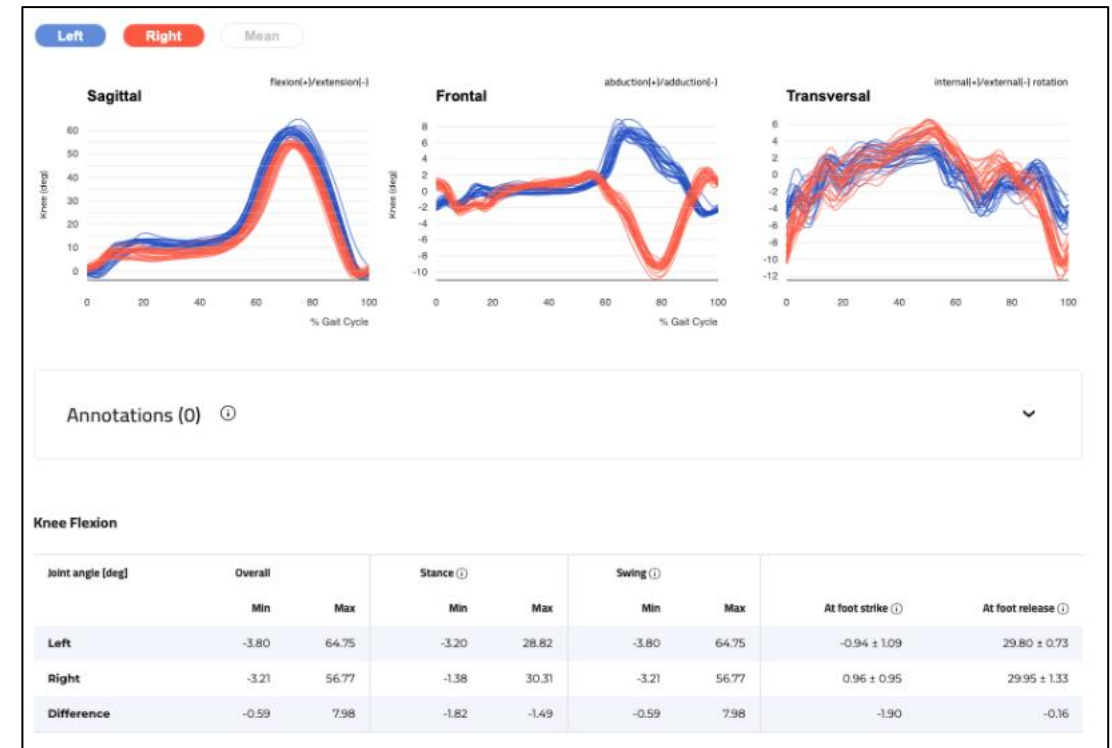 Left Right Mean
Sagittal flexion(+)/extension(-)
Frontal abduction(+)/adduction(-)
Transversal internal(+)/external(-) rotation
Knee (deg)
60
50
40
30
20
10
0
0 20 40 60 80 100
% Gait Cycle
Knee (deg)
8
6
4
2
0
-2
-4
-6
-8
-10
0 20 40 60 80 100
% Gait Cycle
6
4
2
0
-2
-4
-6
-8
-10
-12
0 20 40 60 80 100
Annotations (0)
Knee Flexion
Joint angle [deg] Overall Stance Swing
Min Max Min Max Min Max At foot strike At foot release
Left -3.80 64.75 -3.20 28.82 -3.80 64.75 -0.94 ± 1.09 29.80 ± 0.73
Right -3.21 56.77 -1.38 30.31 -3.21 56.77 0.96 ± 0.95 29.95 ± 1.33
Difference -0.59 7.98 -1.82 -1.49 -0.59 7.98 -1.90 -0.16